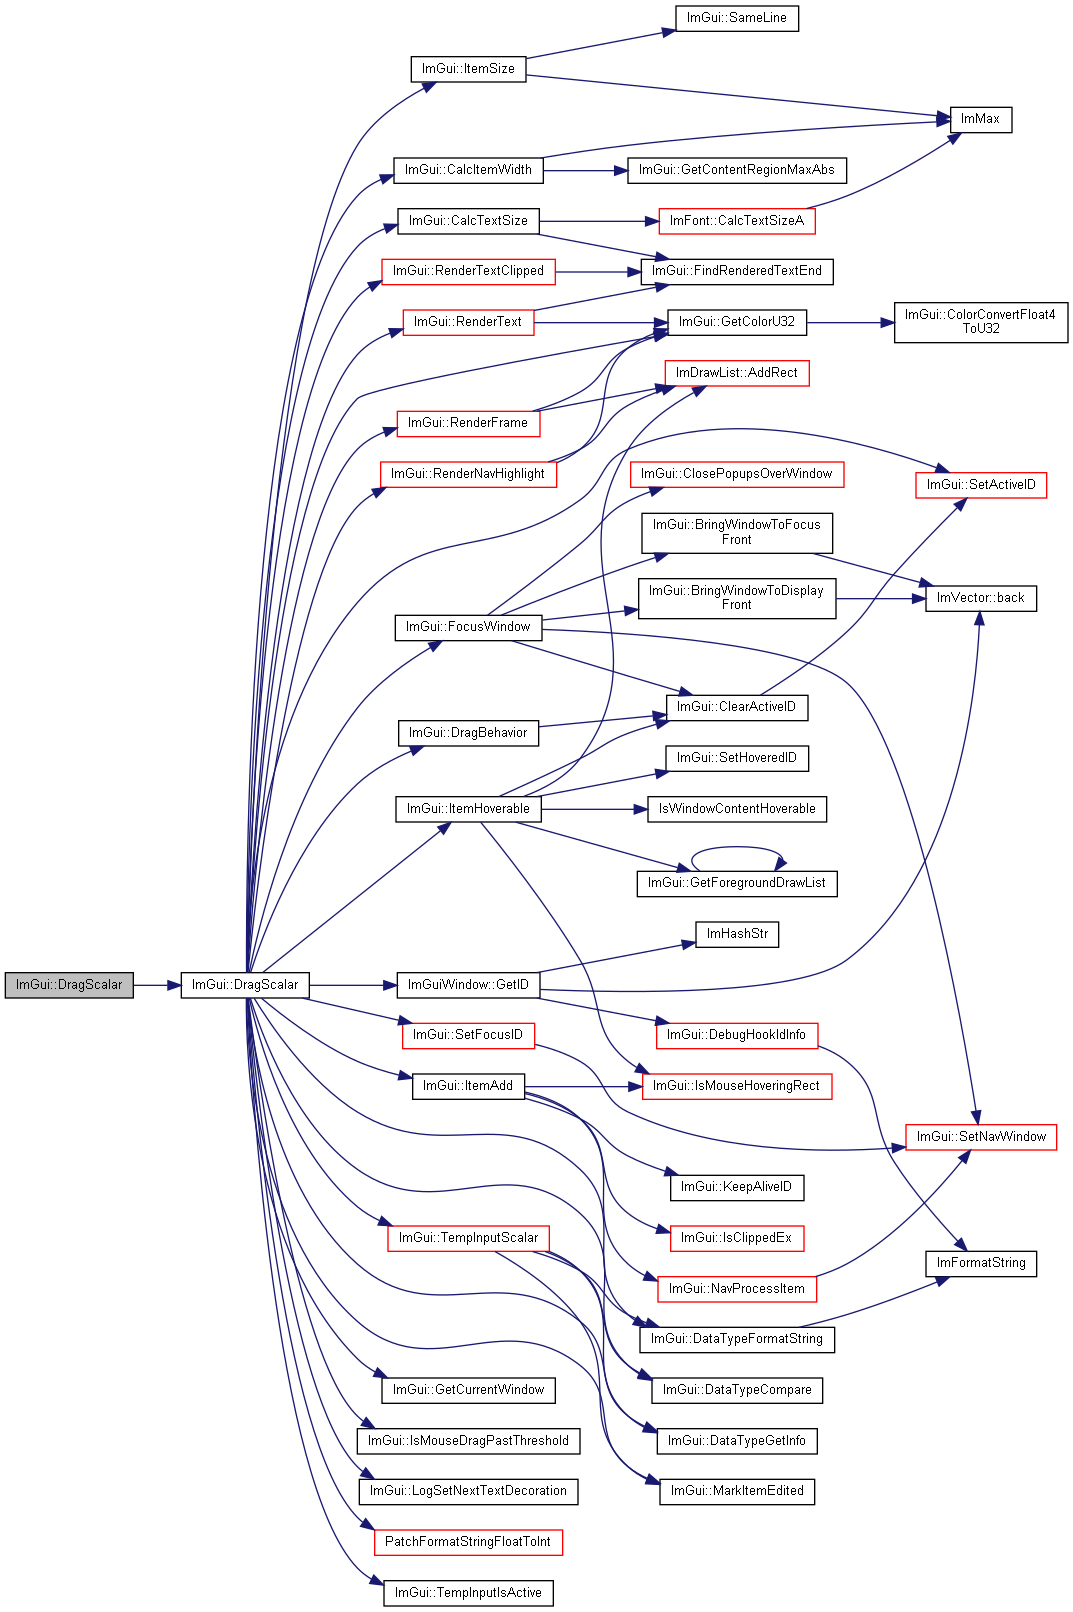 ImGui::SameLine
ImGui::ItemSize
ImMax
ImGui::CalcItemWidth
ImGui::GetContentRegionMaxAbs
ImGui::CalcTextSize
ImFont::CalcTextSizeA
ImGui::RenderTextClipped
ImGui::FindRenderedTextEnd
ImGui::RenderText
ImGui::GetColorU32
ImGui::ColorConvertFloat4
ToU32
ImDrawList::AddRect
ImGui::RenderFrame
ImGui::RenderNavHighlight
ImGui::ClosePopupsOverWindow
ImGui::SetActiveID
ImGui::BringWindowToFocus
Front
ImGui::BringWindowToDisplay
Front
ImVector::back
ImGui::FocusWindow
ImGui::ClearActiveID
ImGui::DragBehavior
ImGui::SetHoveredID
ImGui::ItemHoverable
IsWindowContentHoverable
ImGui::GetForegroundDrawList
ImHashStr
ImGui::DragScalar
ImGui::DragScalar
ImGuiWindow::GetID
ImGui::SetFocusID
ImGui::DebugHookIdInfo
ImGui::ItemAdd
ImGui::IsMouseHoveringRect
ImGui::SetNavWindow
ImGui::KeepAliveID
ImGui::TempInputScalar
ImGui::IsClippedEx
ImFormatString
ImGui::NavProcessItem
ImGui::DataTypeFormatString
ImGui::GetCurrentWindow
ImGui::DataTypeCompare
ImGui::IsMouseDragPastThreshold
ImGui::DataTypeGetInfo
ImGui::LogSetNextTextDecoration
ImGui::MarkItemEdited
PatchFormatStringFloatToInt
ImGui::TempInputIsActive